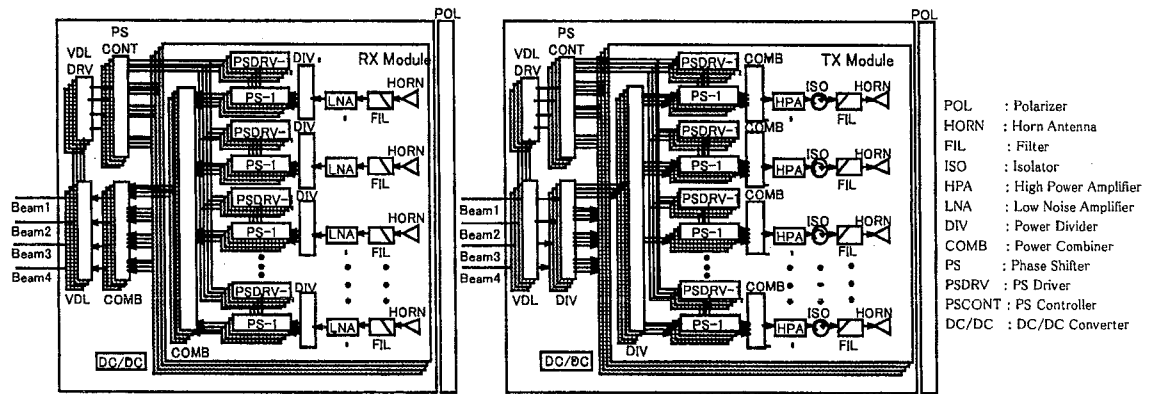 POL
PS
CONT
VDL
DRV
RX Module
PSDRV-1
DIV
PS-1
LNA
FIL
HORN
PSDRV-1
DIV
PS-1
LNA
FIL
HORN
PSDRV-1
DIV
PS-1
LNA
FIL
HORN
PSDRV-1
DIV
PS-1
LNA
FIL
HORN
Beam1
Beam2
Beam3
Beam4
VDL
COMB
COMB
DC/DC
POL
PS
CONT
VDL
DRV
TX Module
PSDRV-1
COMB
PS-1
HPA
ISO
FIL
HORN
PSDRV-1
COMB
PS-1
HPA
ISO
FIL
HORN
PSDRV-1
COMB
PS-1
HPA
ISO
FIL
HORN
PSDRV-1
COMB
PS-1
HPA
ISO
FIL
HORN
Beam1
Beam2
Beam3
Beam4
VDL
DIV
DIV
DC/DC
POL : Polarizer
HORN : Horn Antenna
FIL : Filter
ISO : Isolator
HPA : High Power Amplifier
LNA : Low Noise Amplifier
DIV : Power Divider
COMB : Power Combiner
PS : Phase Shifter
PSDRV : PS Driver
PSCONT : PS Controller
DC/DC : DC/DC Converter